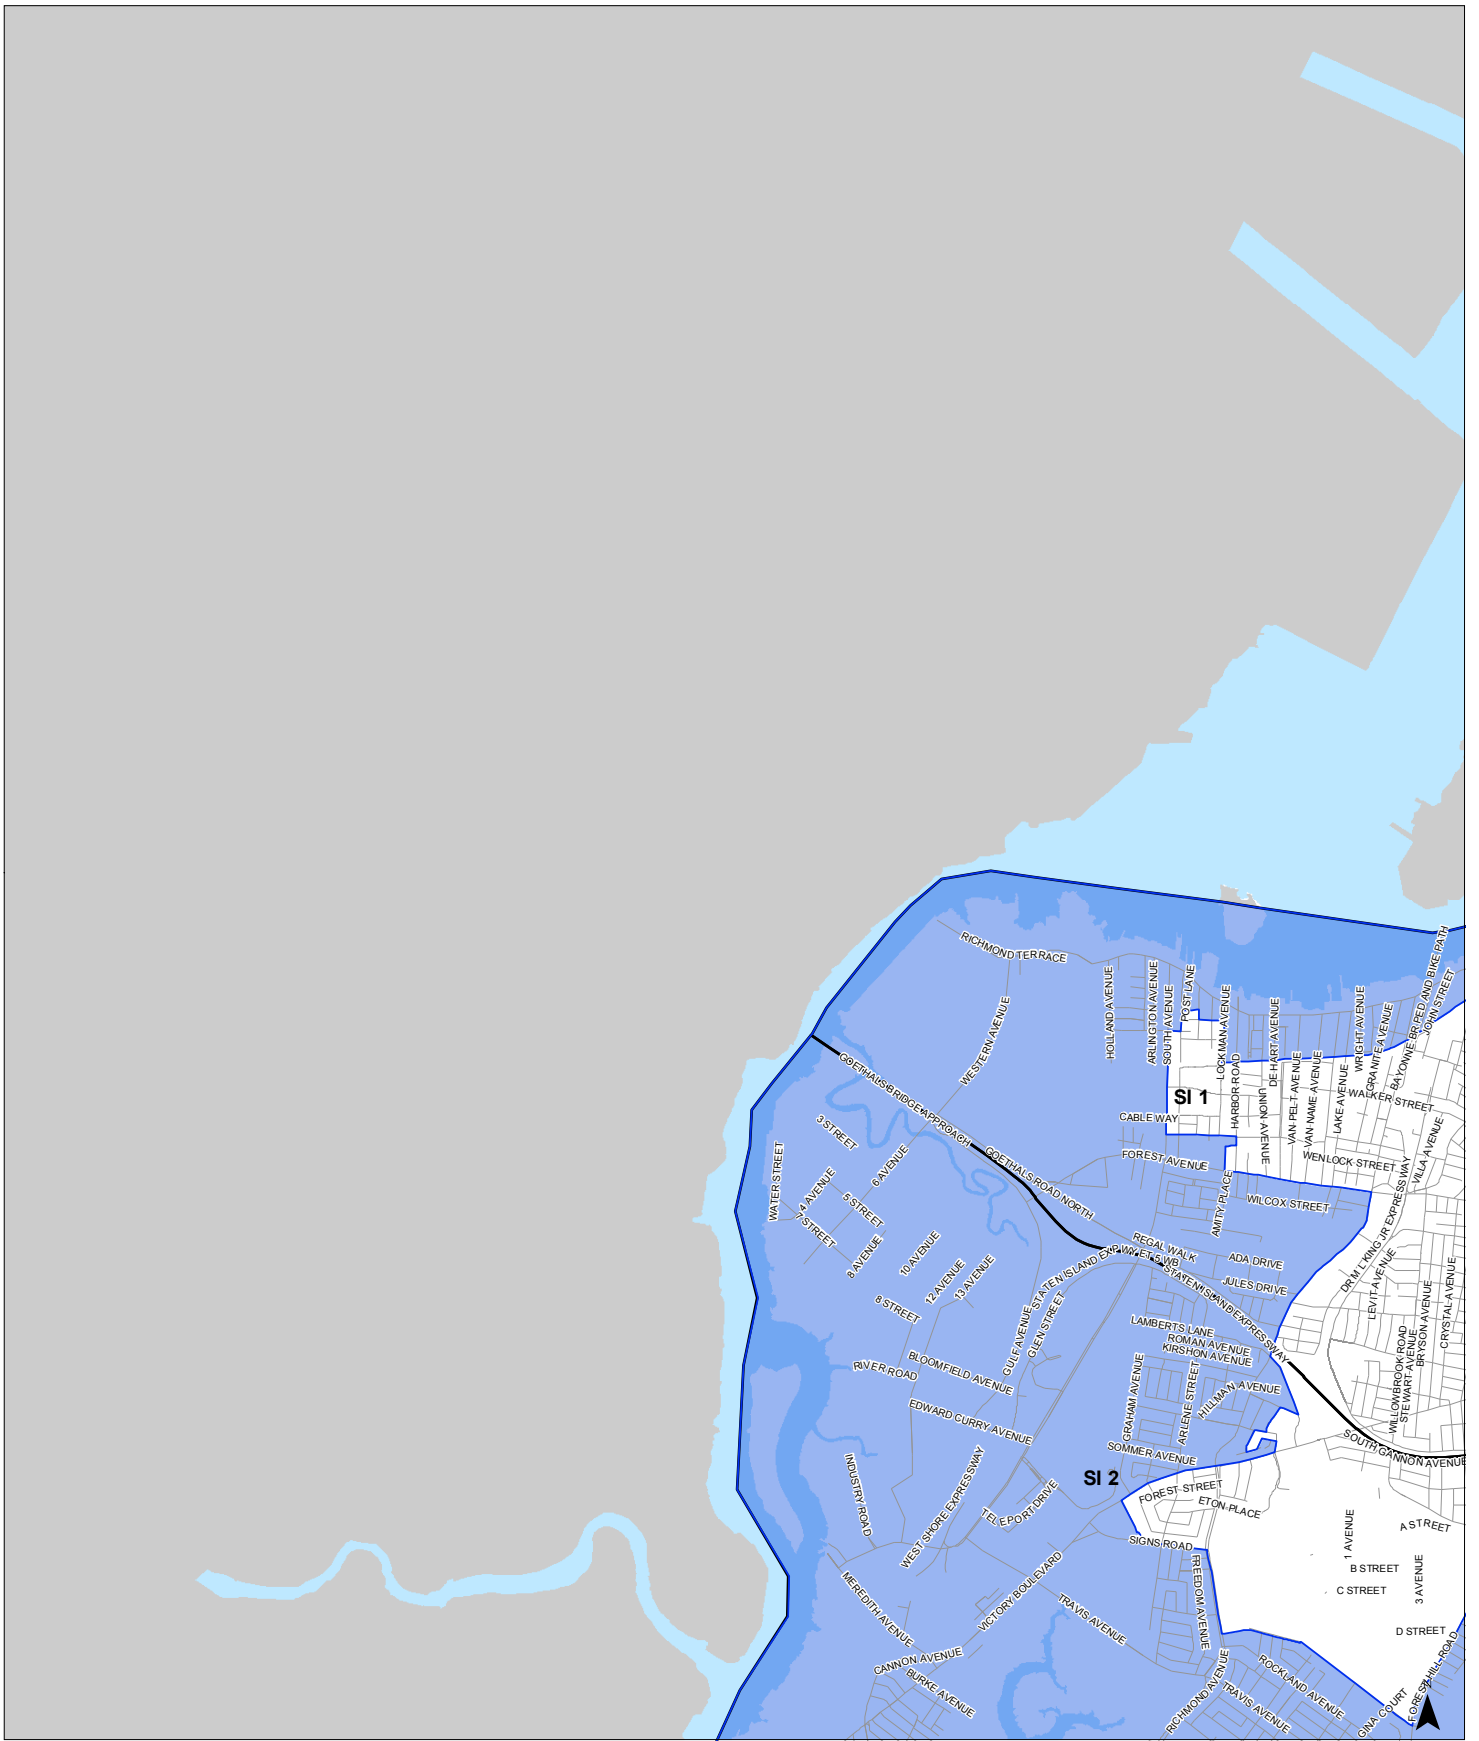 RICHMOND TERRACE
BAYONNE BR PED AND BIKE PATH
JOHN STREET
HOLLAND AVENUE
ARLINGTON AVENUE
SOUTH AVENUE
POST LANE
LOCKMAN AVENUE
DE HART AVENUE
WRIGHT AVENUE
GRANITE AVENUE
WESTERN AVENUE
GOETHALS BRIDGE APPROACH
SI 1
HARBOR ROAD
UNION AVENUE
VAN PELT AVENUE
VAN NAME AVENUE
LAKE AVENUE
WALKER STREET
CABLE WAY
3 STREET
FOREST AVENUE
WENLOCK STREET
VILLA AVENUE
WATER STREET
4 AVENUE
6 AVENUE
5 STREET
7 STREET
GOETHALS ROAD NORTH
AMITY PLACE
WILCOX STREET
DR M L KING JR EXPRESSWAY
8 AVENUE
10 AVENUE
12 AVENUE
13 AVENUE
REGAL WALK
ADA DRIVE
STATEN ISLAND EXPWY ET 5 WB
STATEN ISLAND EXPRESSWAY
JULES DRIVE
LEVIT AVENUE
8 STREET
GULF AVENUE
GLEN STREET
LAMBERTS LANE
ROMAN AVENUE
KIRSHON AVENUE
WILLOWBROOK ROAD
STEWART AVENUE
BRYSON AVENUE
CRYSTAL AVENUE
RIVER ROAD
BLOOMFIELD AVENUE
GRAHAM AVENUE
ARLENE STREET
HILLMAN AVENUE
EDWARD CURRY AVENUE
SOMMER AVENUE
SOUTH GANNON AVENUE
SI 2
INDUSTRY ROAD
WEST SHORE EXPRESSWAY
TELEPORT DRIVE
FOREST STREET
ETON PLACE
SIGNS ROAD
1 AVENUE
A STREET
B STREET
C STREET
3 AVENUE
D STREET
MEREDITH AVENUE
VICTORY BOULEVARD
TRAVIS AVENUE
FREEDOM AVENUE
CANNON AVENUE
BURKE AVENUE
RICHMOND AVENUE
TRAVIS AVENUE
ROCKLAND AVENUE
GINA COURT
FOREST HILL ROAD